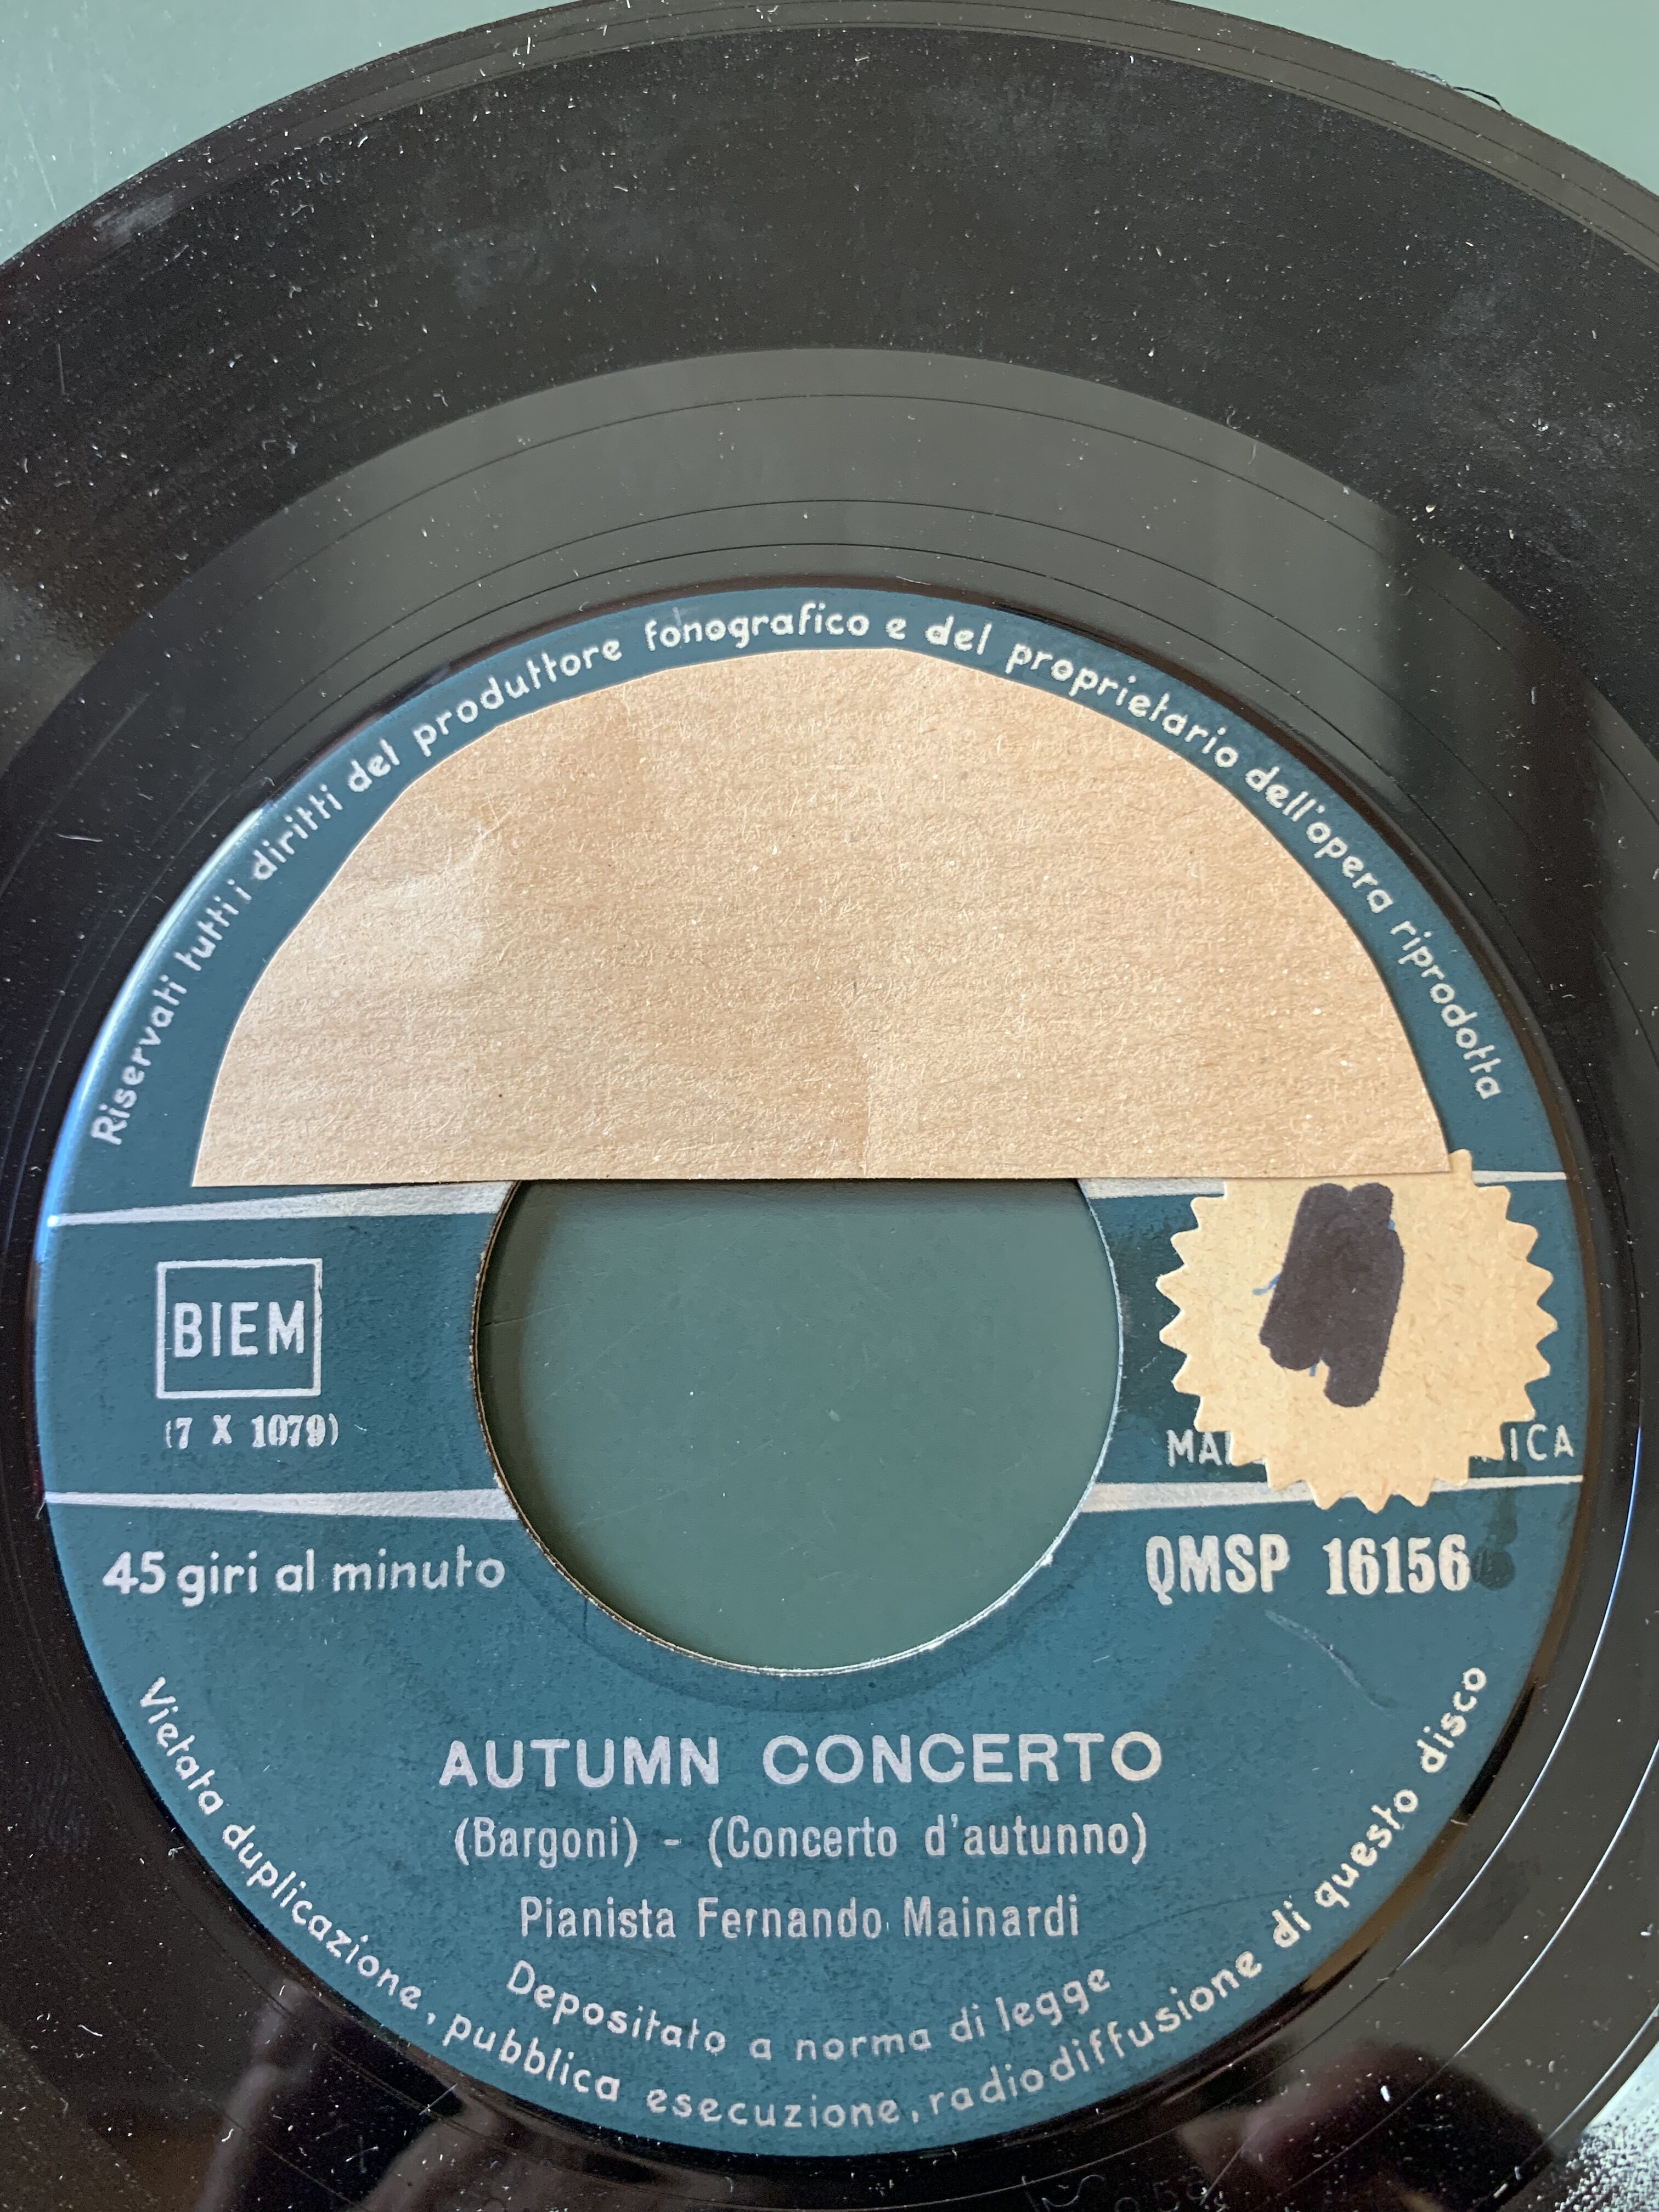 Riservati tutti i diritti del produttore fonografico e del proprietario dell'opera riprodotta
BIEM
(7 X 1079)
45 giri al minuto
QMSP 16156
AUTUMN CONCERTO
(Bargoni) - (Concerto d'autunno)
Pianista Fernando Mainardi
Depositato a norma di legge
Vietata duplicazione, pubblica esecuzione, radiodiffusione di questo disco